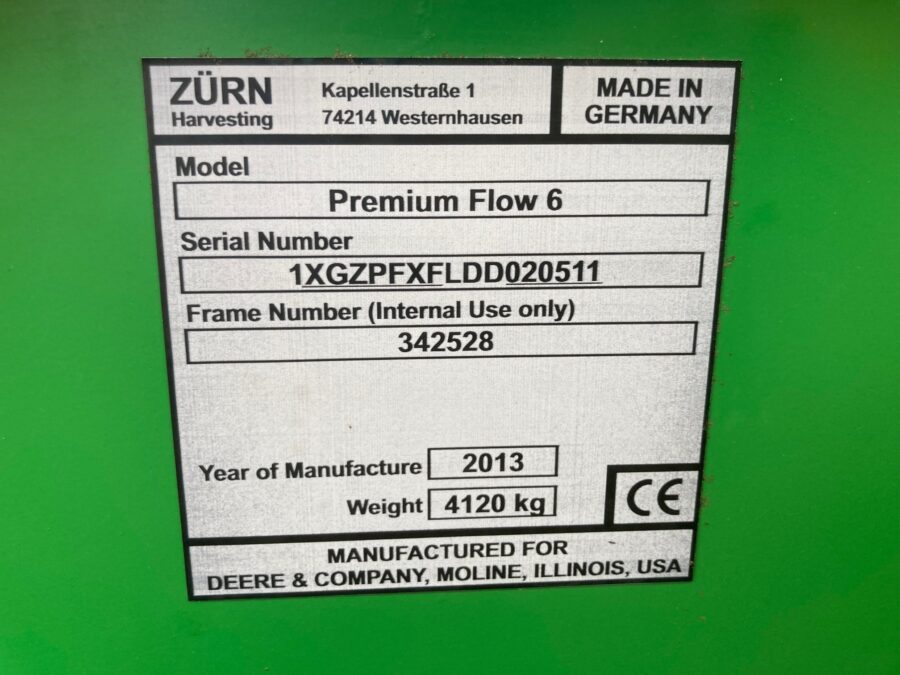 ZÜRN
Harvesting
Kapellenstraße 1
74214 Westernhausen
MADE IN
GERMANY
Model
Premium Flow 6
Serial Number
1XGZPFXFLDD020511
Frame Number (Internal Use only)
342528
Year of Manufacture 2013
Weight 4120 kg
CE
MANUFACTURED FOR
DEERE & COMPANY, MOLINE, ILLINOIS, USA